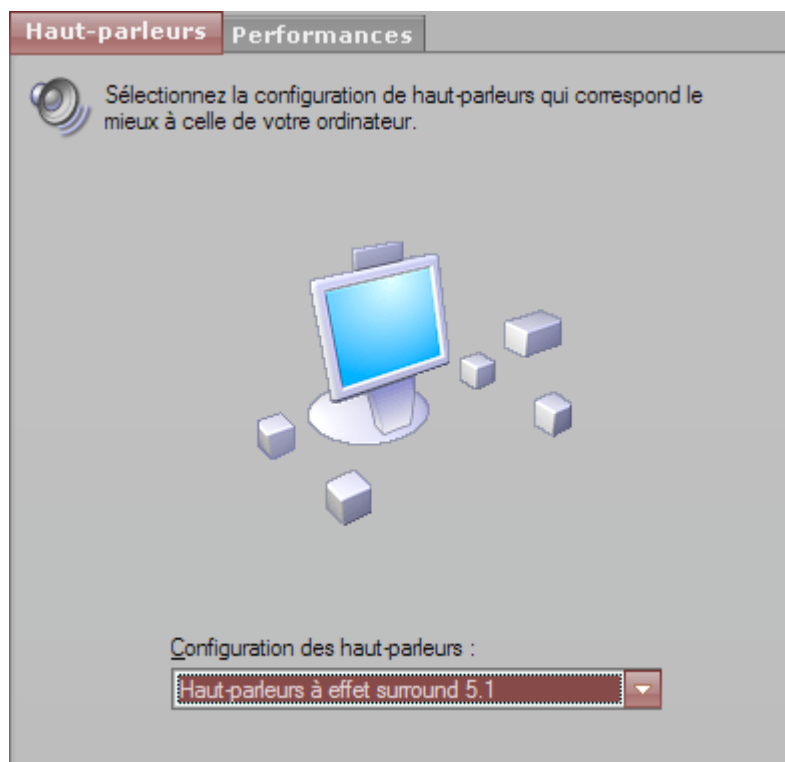 Haut-parleurs Performances
Sélectionnez la configuration de haut-parleurs qui correspond le
mieux à celle de votre ordinateur.
Configuration des haut-parleurs :
Haut-parleurs à effet surround 5.1